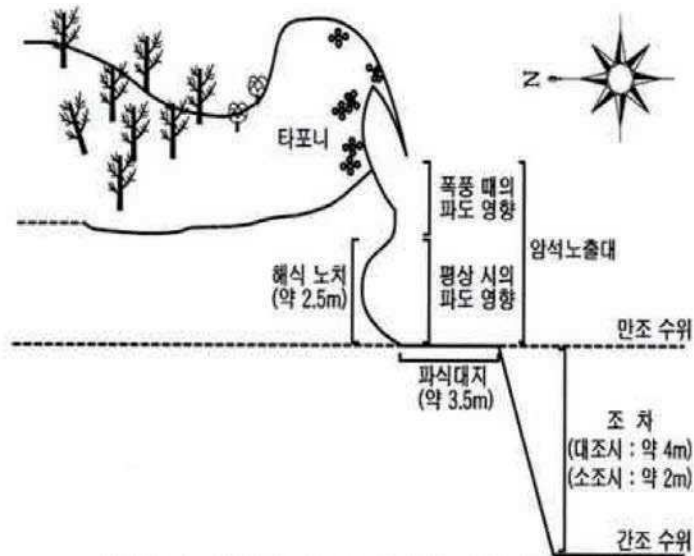 N
타포니
폭풍 때의
파도 영향
암석노출대
해식 노치
(약 2.5m)
평상 시의
파도 영향
만조 수위
파식대지
(약 3.5m)
조 차
(대조시 : 약 4m)
(소조시 : 약 2m)
간조 수위